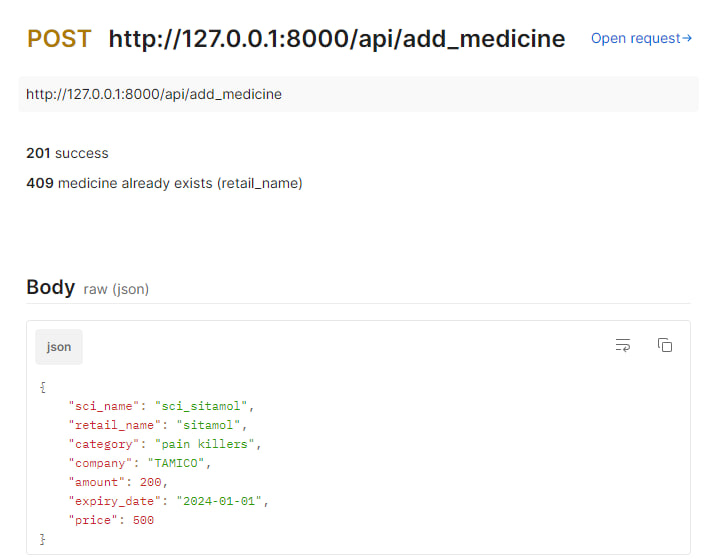 POST http://127.0.0.1:8000/api/add_medicine Open request→
http://127.0.0.1:8000/api/add_medicine
201 success
409 medicine already exists (retail_name)
Body raw (json)
json
{
    "sci_name": "sci_sitamol",
    "retail_name": "sitamol",
    "category": "pain killers",
    "company": "TAMICO",
    "amount": 200,
    "expiry_date": "2024-01-01",
    "price": 500
}